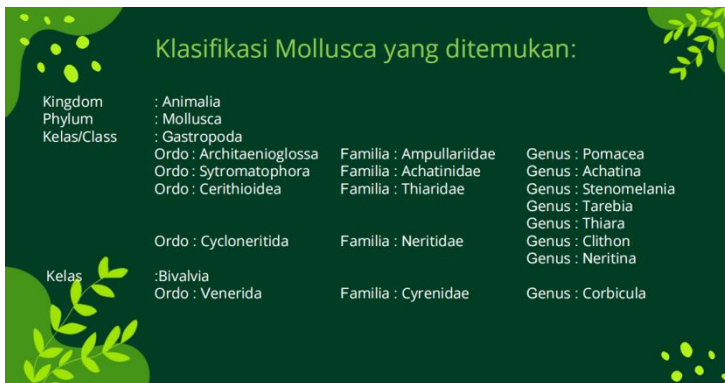 Klasifikasi Mollusca yang ditemukan:
Kingdom : Animalia
Phylum : Mollusca
Kelas/Class : Gastropoda
Ordo : Architaenioglossa Familia : Ampullariidae Genus : Pomacea
Ordo : Sytromatophora Familia : Achatinidae Genus : Achatina
Ordo : Cerithioidea Familia : Thiaridae Genus : Stenomelania
Genus : Tarebia
Genus : Thiara
Ordo : Cycloneritida Familia : Neritidae Genus : Clithon
Genus : Neritina
Kelas :Bivalvia
Ordo : Venerida Familia : Cyrenidae Genus : Corbicula